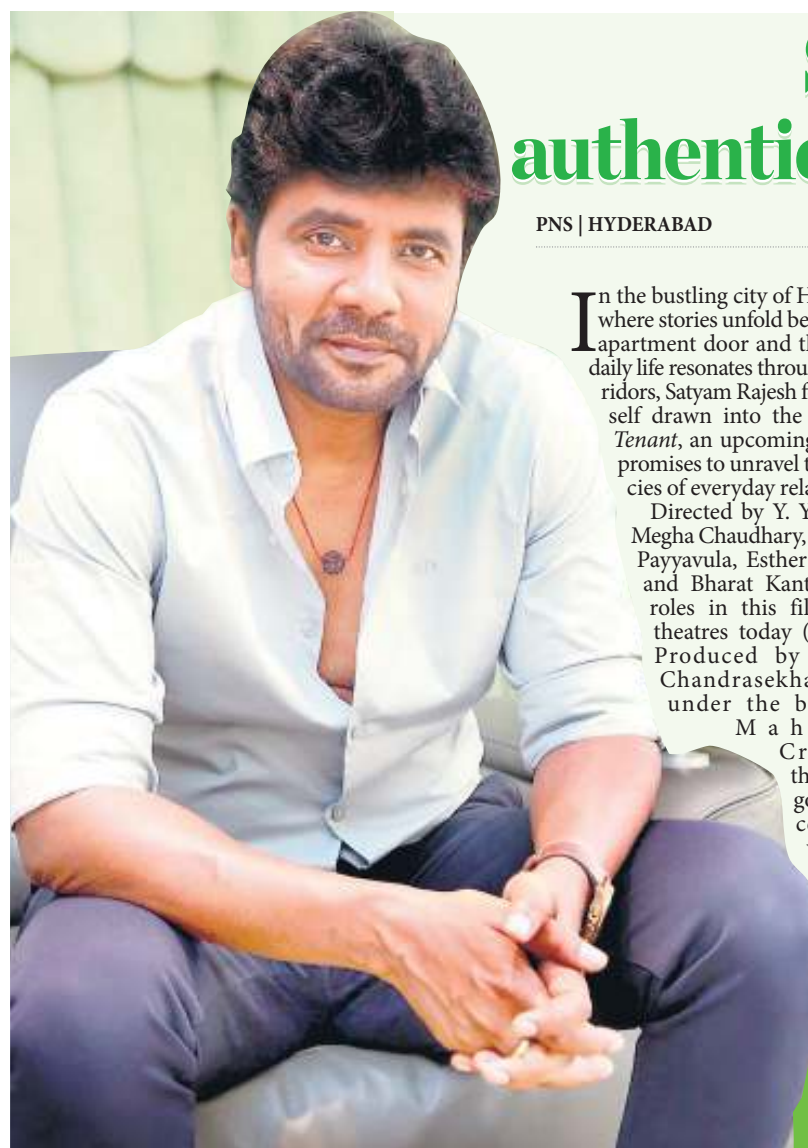 authentic
PNS | HYDERABAD
In the bustling city of H
where stories unfold be
apartment door and th
daily life resonates throu
ridors, Satyam Rajesh f
self drawn into the
Tenant, an upcoming
promises to unravel t
cies of everyday rela
Directed by Y. Y
Megha Chaudhary,
Payyavula, Esther
and Bharat Kant
roles in this fil
theatres today (
Produced by
Chandrasekha
under the b
Mah
Cr
th
go
co